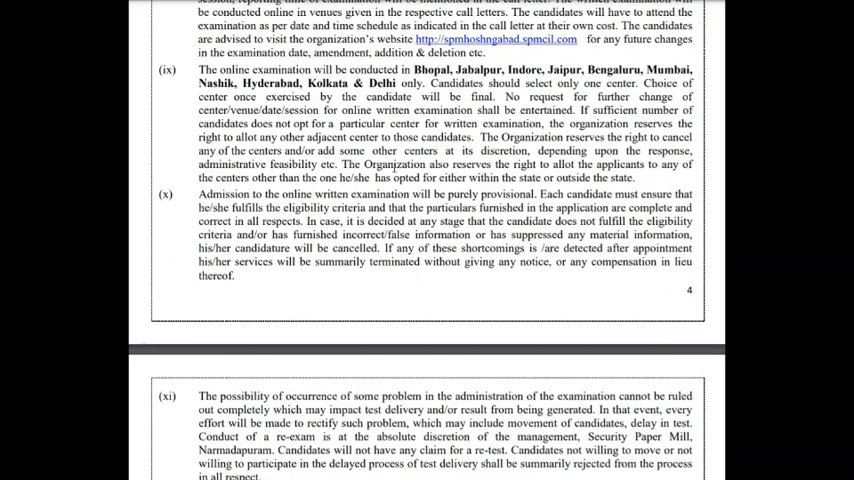 session, reporting time of examination will be mentioned in the call letter. The written examination will
be conducted online in venues given in the respective call letters. The candidates will have to attend the
examination as per date and time schedule as indicated in the call letter at their own cost. The candidates
are advised to visit the organization's website http://spmhoshngabad.spmcil.com for any future changes
in the examination date, amendment, addition & deletion etc.
(ix) The online examination will be conducted in Bhopal, Jabalpur, Indore, Jaipur, Bengaluru, Mumbai,
Nashik, Hyderabad, Kolkata & Delhi only. Candidates should select only one center. Choice of
center once exercised by the candidate will be final. No request for further change of
center/venue/date/session for online written examination shall be entertained. If sufficient number of
candidates does not opt for a particular center for written examination, the organization reserves the
right to allot any other adjacent center to those candidates. The Organization reserves the right to cancel
any of the centers and/or add some other centers at its discretion, depending upon the response,
administrative feasibility etc. The Organization also reserves the right to allot the applicants to any of
the centers other than the one he/she has opted for either within the state or outside the state.
(x) Admission to the online written examination will be purely provisional. Each candidate must ensure that
he/she fulfills the eligibility criteria and that the particulars furnished in the application are complete and
correct in all respects. In case, it is decided at any stage that the candidate does not fulfill the eligibility
criteria and/or has furnished incorrect/false information or has suppressed any material information,
his/her candidature will be cancelled. If any of these shortcomings is /are detected after appointment
his/her services will be summarily terminated without giving any notice, or any compensation in lieu
thereof.
4
(xi) The possibility of occurrence of some problem in the administration of the examination cannot be ruled
out completely which may impact test delivery and/or result from being generated. In that event, every
effort will be made to rectify such problem, which may include movement of candidates, delay in test.
Conduct of a re-exam is at the absolute discretion of the management, Security Paper Mill,
Narmadapuram. Candidates will not have any claim for a re-test. Candidates not willing to move or not
willing to participate in the delayed process of test delivery shall be summarily rejected from the process
in all respect.